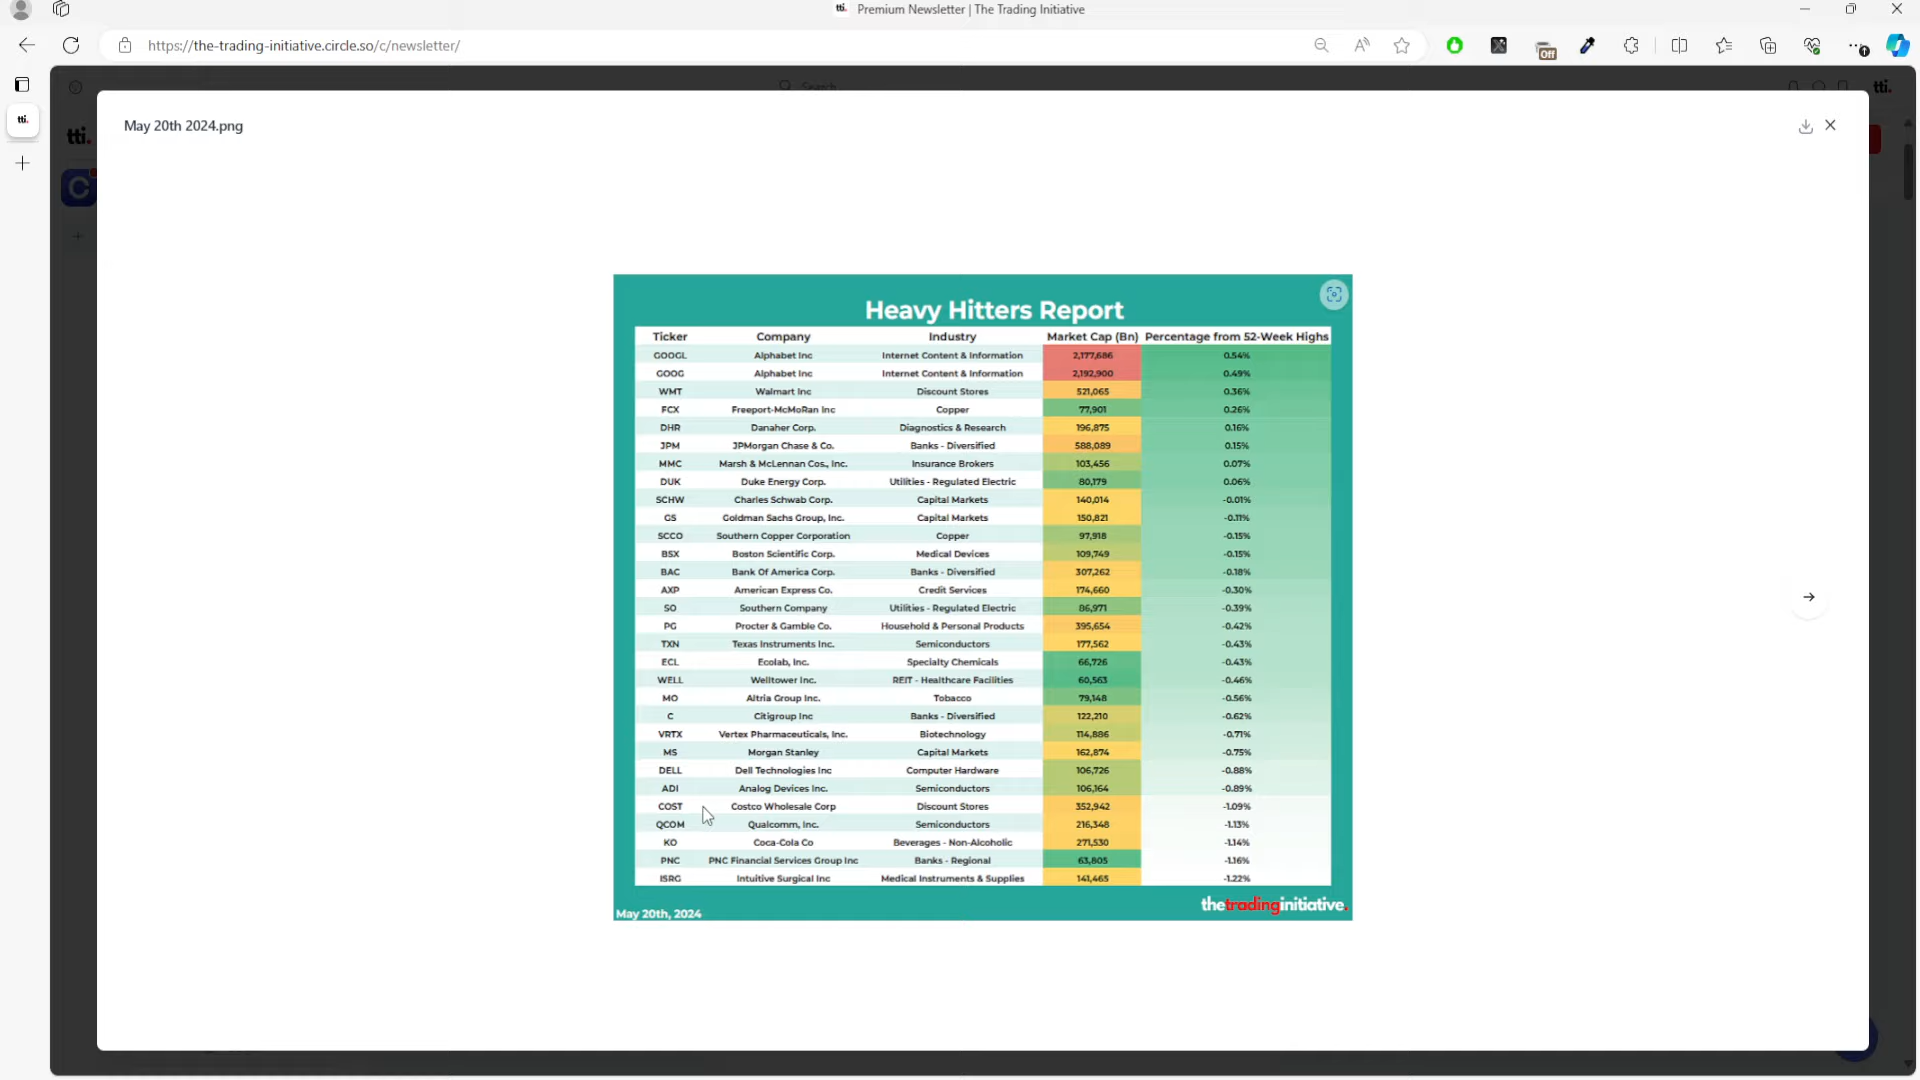 Premium Newsletter | The Trading Initiative
https://the-trading-initiative.circle.so/c/newsletter/
Off
tti.
Search
tti.
May 20th 2024.png
tti.
C
Heavy Hitters Report
Ticker Company Industry Market Cap (Bn) Percentage from 52-Week Highs
GOOGL Alphabet Inc Internet Content & Information 2,177,686 0.54%
GOOG Alphabet Inc Internet Content & Information 2,192,900 0.49%
WMT Walmart Inc Discount Stores 521,065 0.36%
FCX Freeport-McMoRan Inc Copper 77,901 0.26%
DHR Danaher Corp. Diagnostics & Research 196,875 0.16%
JPM JPMorgan Chase & Co. Banks - Diversified 588,089 0.15%
MMC Marsh & McLennan Cos., Inc. Insurance Brokers 103,456 0.07%
DUK Duke Energy Corp. Utilities - Regulated Electric 80,179 0.06%
SCHW Charles Schwab Corp. Capital Markets 140,014 -0.01%
GS Goldman Sachs Group, Inc. Capital Markets 150,821 -0.11%
SCCO Southern Copper Corporation Copper 97,918 -0.15%
BSX Boston Scientific Corp. Medical Devices 109,749 -0.15%
BAC Bank Of America Corp. Banks - Diversified 307,262 -0.18%
AXP American Express Co. Credit Services 174,660 -0.30%
SO Southern Company Utilities - Regulated Electric 86,971 -0.39%
PG Procter & Gamble Co. Household & Personal Products 395,654 -0.42%
TXN Texas Instruments Inc. Semiconductors 177,562 -0.43%
ECL Ecolab, Inc. Specialty Chemicals 66,726 -0.43%
WELL Welltower Inc. REIT - Healthcare Facilities 60,563 -0.46%
MO Altria Group Inc. Tobacco 79,148 -0.56%
C Citigroup Inc Banks - Diversified 122,210 -0.62%
VRTX Vertex Pharmaceuticals, Inc. Biotechnology 114,886 -0.71%
MS Morgan Stanley Capital Markets 162,874 -0.75%
DELL Dell Technologies Inc Computer Hardware 106,726 -0.88%
ADI Analog Devices Inc. Semiconductors 106,164 -0.89%
COST Costco Wholesale Corp Discount Stores 352,942 -1.09%
QCOM Qualcomm, Inc. Semiconductors 216,348 -1.13%
KO Coca-Cola Co Beverages - Non-Alcoholic 271,530 -1.14%
PNC PNC Financial Services Group Inc Banks - Regional 63,805 -1.16%
ISRG Intuitive Surgical Inc Medical Instruments & Supplies 141,465 -1.22%
thetradinginitiative.
May 20th, 2024